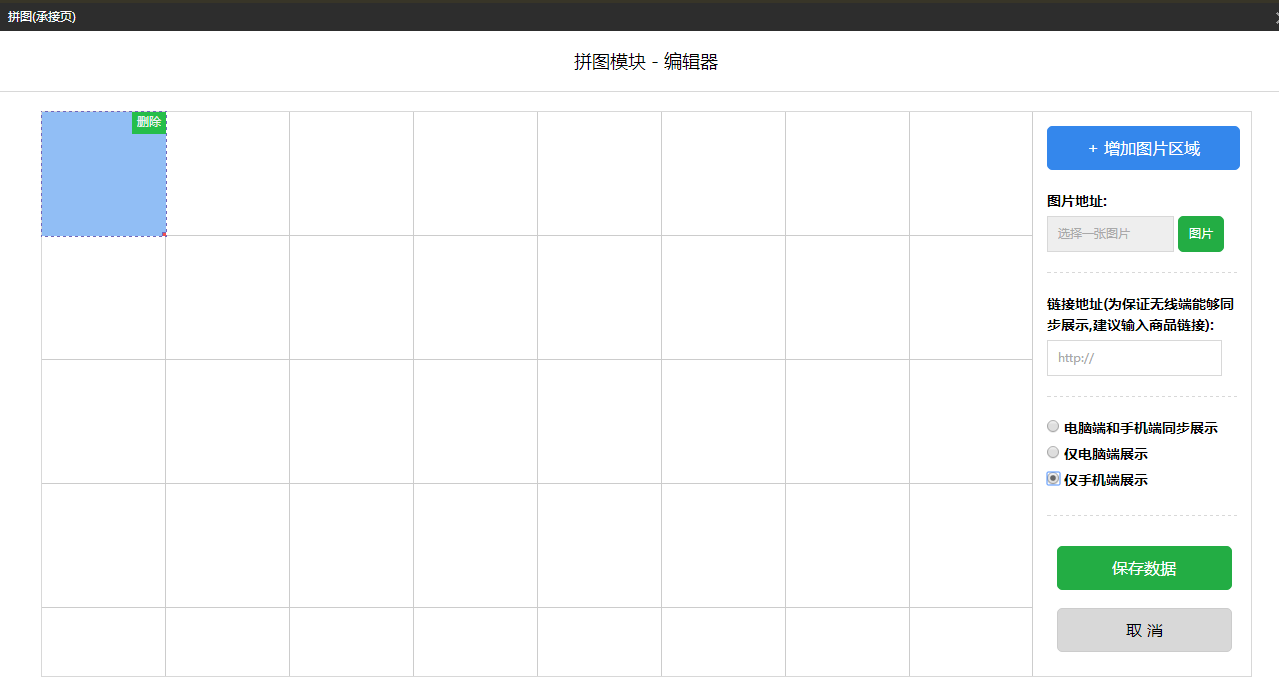 拼图(承接页)
拼图模块 - 编辑器
删除
+ 增加图片区域
图片地址:
选择一张图片
图片
链接地址(为保证无线端能够同
步展示,建议输入商品链接):
http://
电脑端和手机端同步展示
仅电脑端展示
仅手机端展示
保存数据
取 消